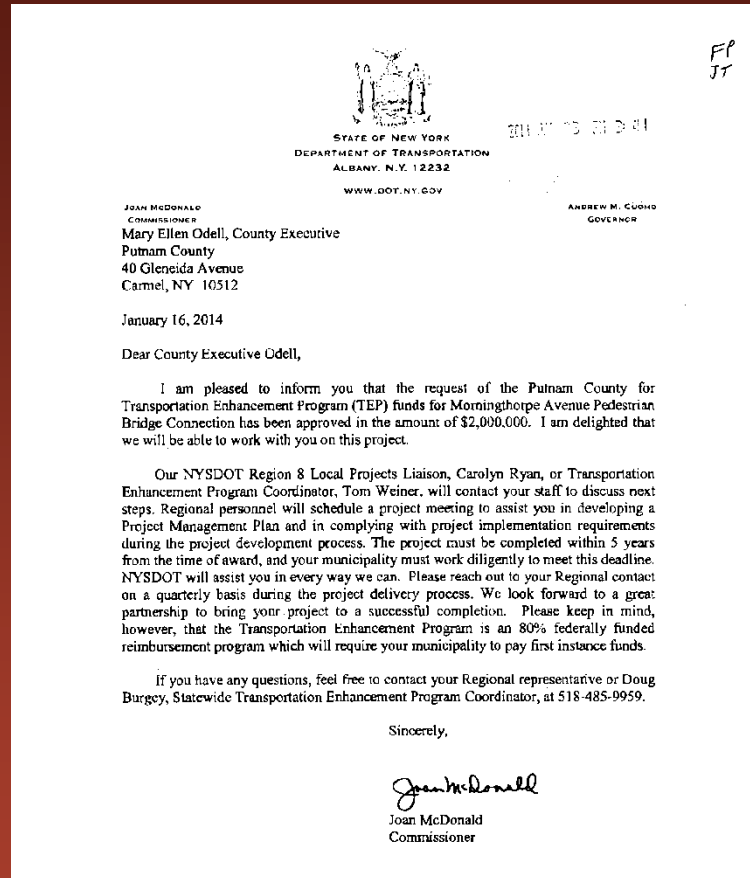 FP
JT
STATE OF NEW YORK
DEPARTMENT OF TRANSPORTATION
ALBANY, N.Y. 12232
WWW.DOT.NY.GOV
JOAN MCDONALD
COMMISSIONER
ANDREW M. CUOMO
GOVERNOR
Mary Ellen Odell, County Executive
Putnam County
40 Gleneida Avenue
Carmel, NY 10512
January 16, 2014
Dear County Executive Odell,
I am pleased to inform you that the request of the Putnam County for
Transportation Enhancement Program (TEP) funds for Morningthorpe Avenue Pedestrian
Bridge Connection has been approved in the amount of $2,000,000. I am delighted that
we will be able to work with you on this project.
Our NYSDOT Region 8 Local Projects Liaison, Carolyn Ryan, or Transportation
Enhancement Program Coordinator, Tom Weiner, will contact your staff to discuss next
steps. Regional personnel will schedule a project meeting to assist you in developing a
Project Management Plan and in complying with project implementation requirements
during the project development process. The project must be completed within 5 years
from the time of award, and your municipality must work diligently to meet this deadline.
NYSDOT will assist you in every way we can. Please reach out to your Regional contact
on a quarterly basis during the project delivery process. We look forward to a great
partnership to bring your project to a successful completion. Please keep in mind,
however, that the Transportation Enhancement Program is an 80% federally funded
reimbursement program which will require your municipality to pay first instance funds.
If you have any questions, feel free to contact your Regional representative or Doug
Burgey, Statewide Transportation Enhancement Program Coordinator, at 518-485-9959.
Sincerely,
Joan McDonald
Joan McDonald
Commissioner